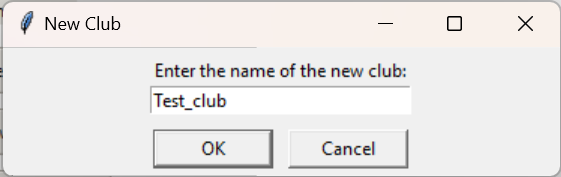 New Club
Enter the name of the new club:
Test_club
OK Cancel